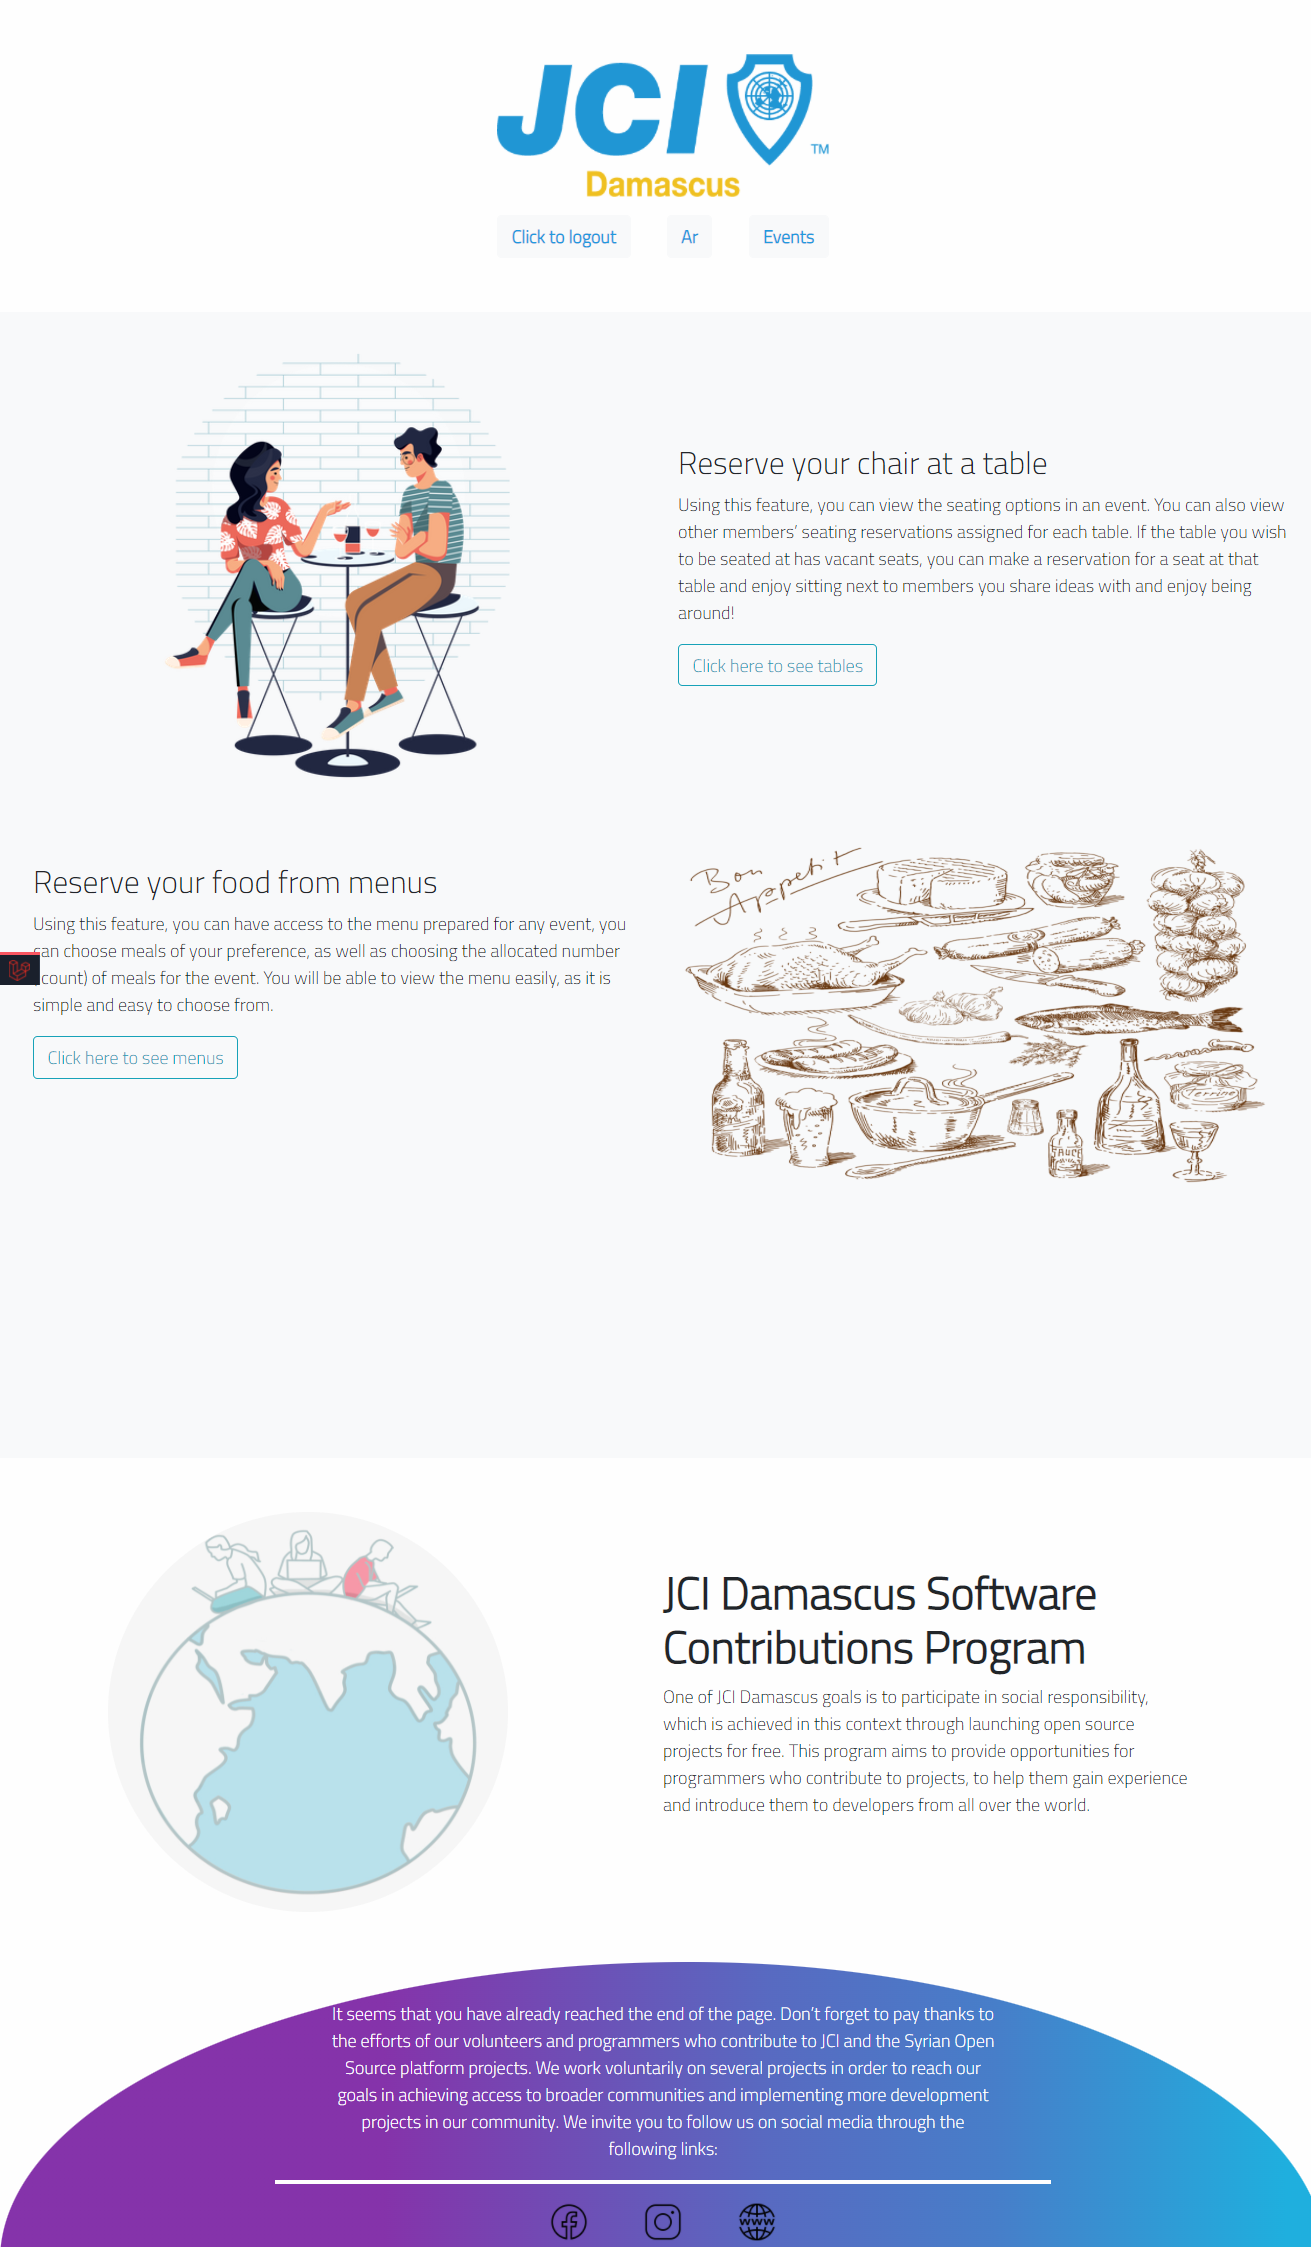 JCI
TM
Damascus
Click to logout
Ar
Events
Reserve your chair at a table
Using this feature, you can view the seating options in an event. You can also view
other members’ seating reservations assigned for each table. If the table you wish
to be seated at has vacant seats, you can make a reservation for a seat at that
table and enjoy sitting next to members you share ideas with and enjoy being
around!
Click here to see tables
Reserve your food from menus
Using this feature, you can have access to the menu prepared for any event, you
can choose meals of your preference, as well as choosing the allocated number
(count) of meals for the event. You will be able to view the menu easily, as it is
simple and easy to choose from.
Click here to see menus
Bon
Appetit
Terrine
SAUCE
JCI Damascus Software
Contributions Program
One of JCI Damascus goals is to participate in social responsibility,
which is achieved in this context through launching open source
projects for free. This program aims to provide opportunities for
programmers who contribute to projects, to help them gain experience
and introduce them to developers from all over the world.
It seems that you have already reached the end of the page. Don’t forget to pay thanks to
the efforts of our volunteers and programmers who contribute to JCI and the Syrian Open
Source platform projects. We work voluntarily on several projects in order to reach our
goals in achieving access to broader communities and implementing more development
projects in our community. We invite you to follow us on social media through the
following links:
www